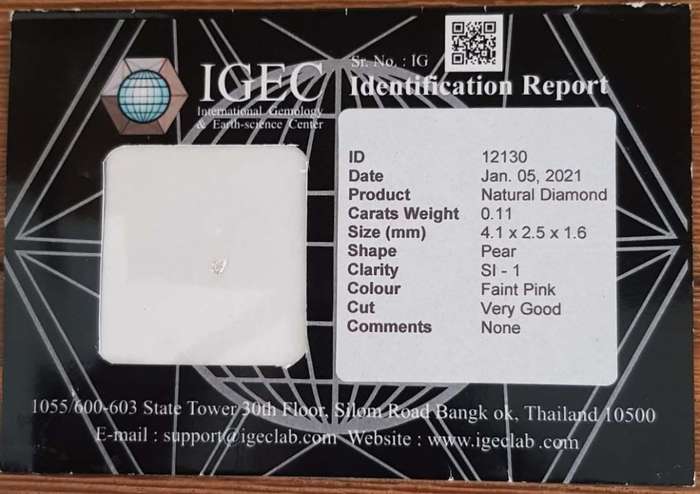 IGEC
International Gemology
& Earth-science Center
Sr. No. : IG
Identification Report
ID 12130
Date Jan. 05, 2021
Product Natural Diamond
Carats Weight 0.11
Size (mm) 4.1 x 2.5 x 1.6
Shape Pear
Clarity SI - 1
Colour Faint Pink
Cut Very Good
Comments None
1055/600-603 State Tower 30th Floor, Silom Road Bangk ok, Thailand 10500
E-mail : support@igeclab.com Website : www.igeclab .com